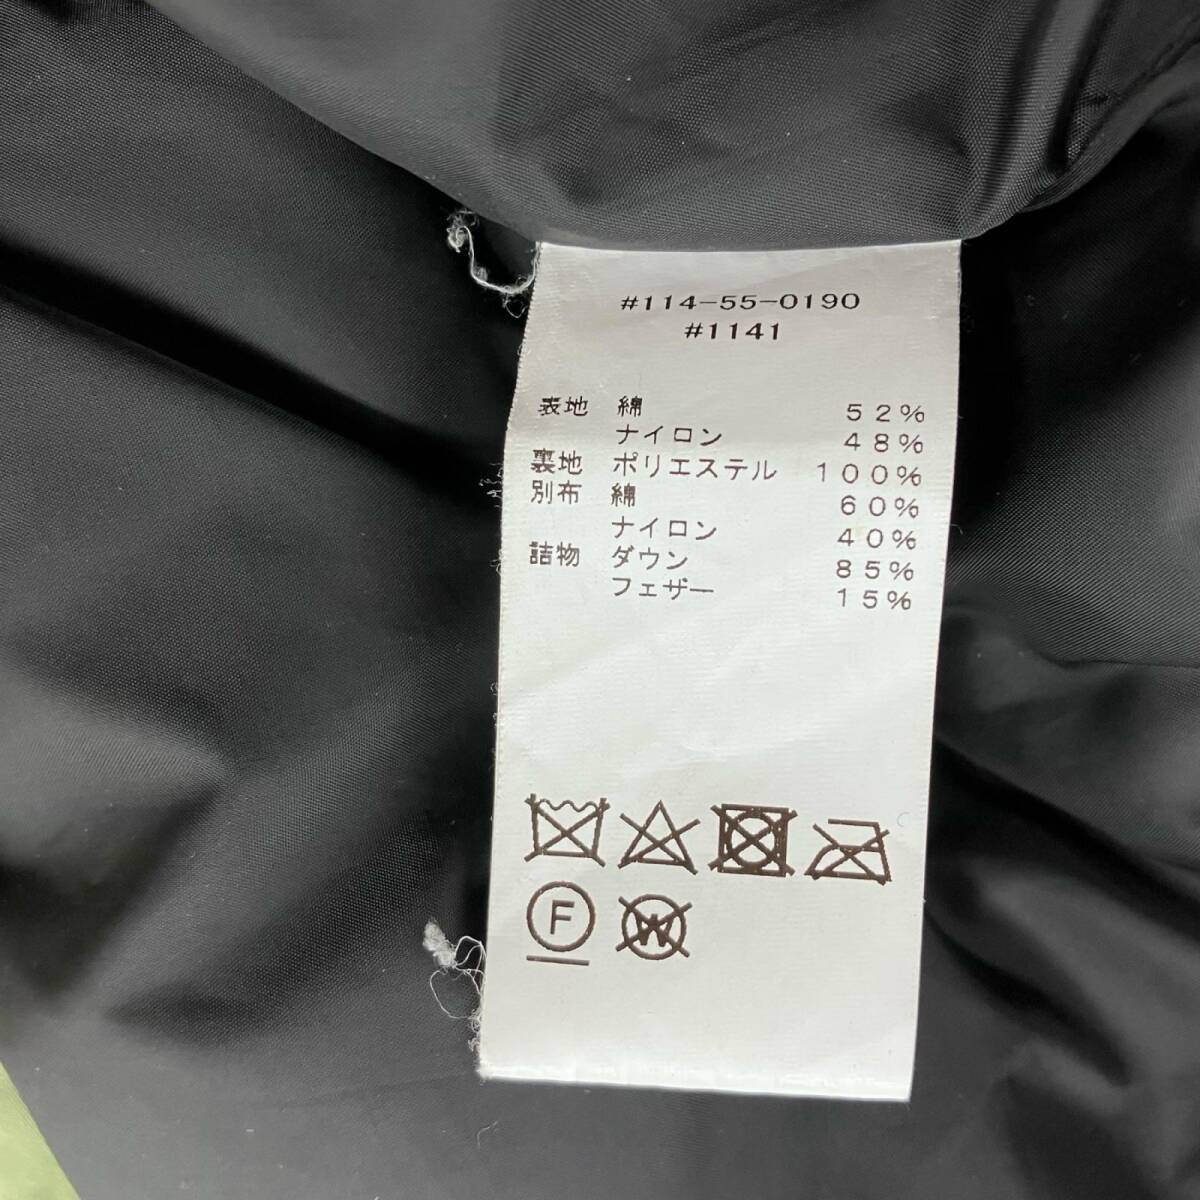 #114-55-0190
#1141
表地 綿 52%
ナイロン 48%
裏地 ポリエステル 100%
別布 綿 60%
ナイロン 40%
詰物 ダウン 85%
フェザー 15%
F W